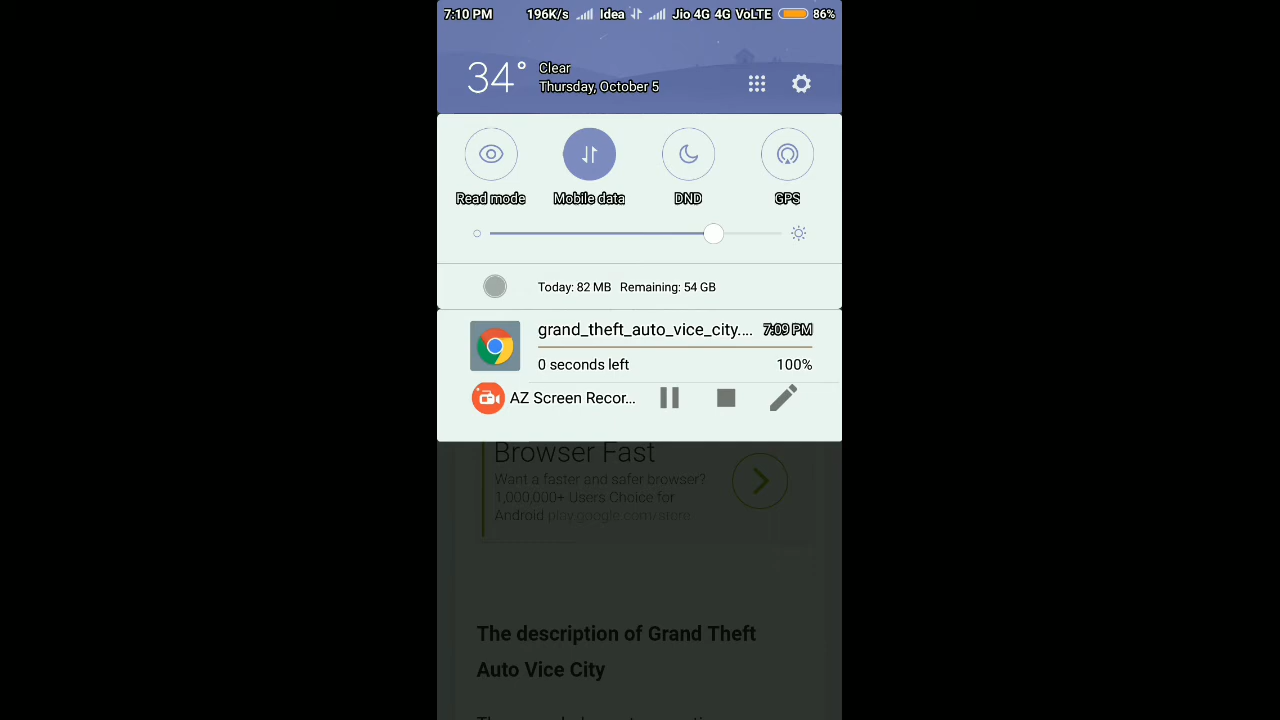 7:10 PM 196K/s Idea Jio 4G 4G VoLTE 86%
34° Clear
Thursday, October 5
Read mode Mobile data DND GPS
Today: 82 MB Remaining: 54 GB
grand_theft_auto_vice_city.... 7:09 PM
0 seconds left 100%
AZ Screen Recor...
Browser Fast
Want a faster and safer browser?
1,000,000+ Users Choice for
Android play.google.com/store
The description of Grand Theft
Auto Vice City